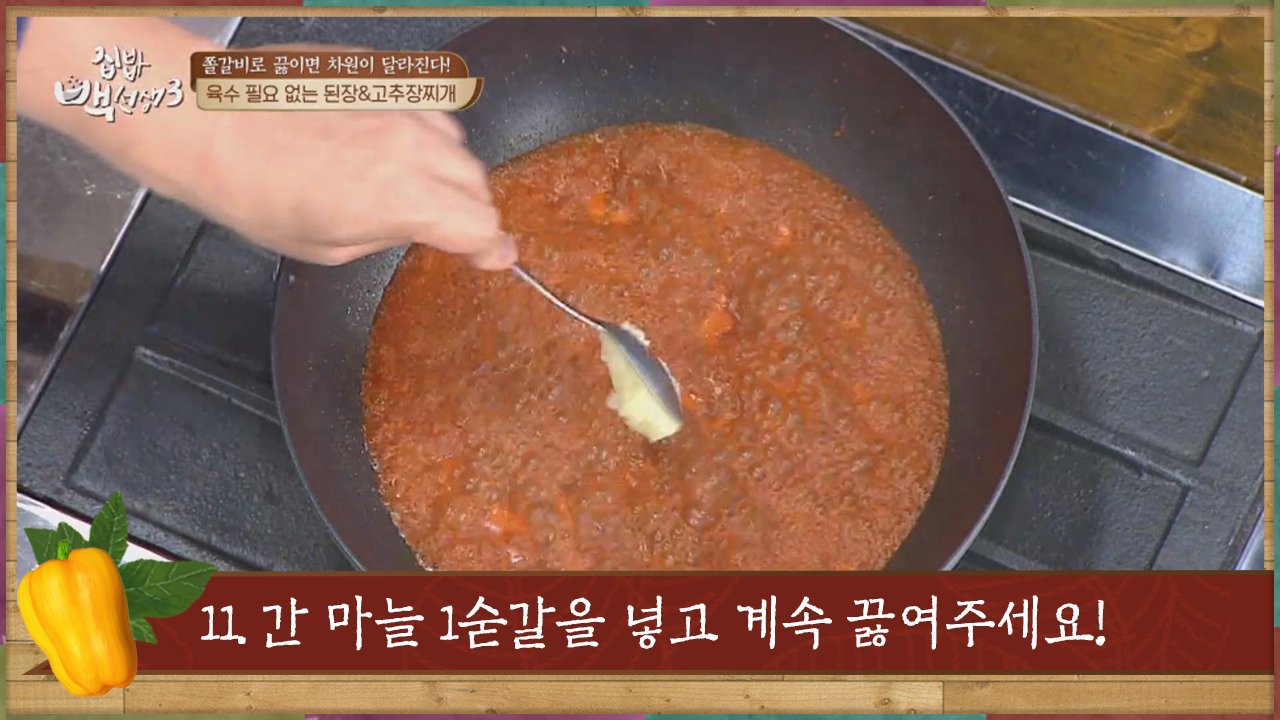 집밥
백선생3
쫄갈비로 끓이면 차원이 달라진다!
육수 필요 없는 된장&고추장찌개
11. 간 마늘 1숟갈을 넣고 계속 끓여주세요!